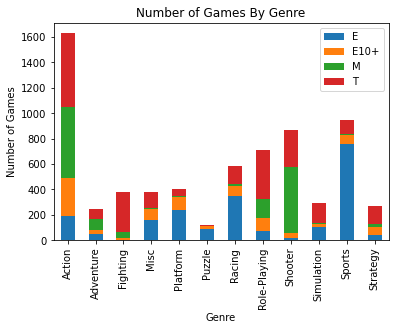 Number of Games By Genre
Number of Games
1600
1400
1200
1000
800
600
400
200
0
E
E10+
M
T
Action
Adventure
Fighting
Misc
Platform
Puzzle
Racing
Role-Playing
Shooter
Simulation
Sports
Strategy
Genre